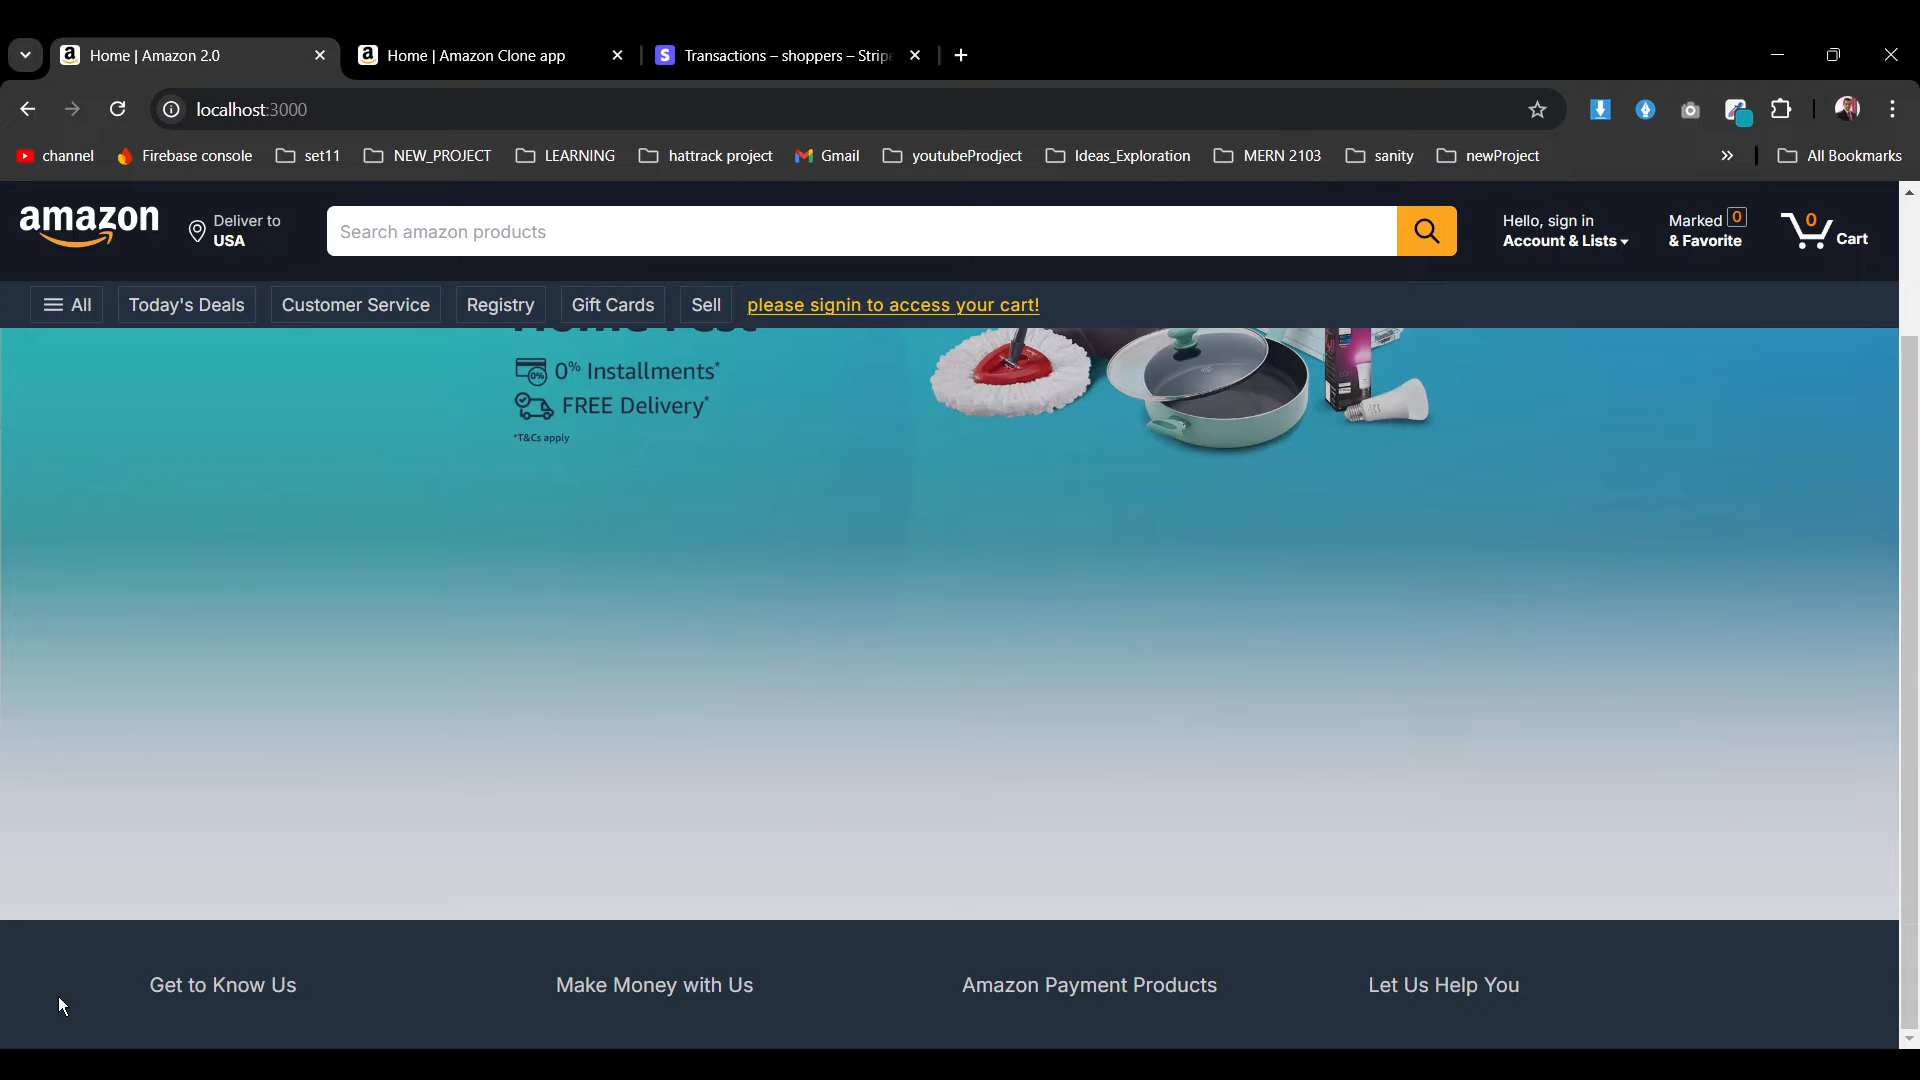 Home | Amazon 2.0
Home | Amazon Clone app
Transactions – shoppers – Stripe
localhost:3000
channel
Firebase console
set11
NEW_PROJECT
LEARNING
hattrack project
Gmail
youtubeProdject
Ideas_Exploration
MERN 2103
sanity
newProject
All Bookmarks
amazon
Deliver to
USA
Search amazon products
Hello, sign in
Account & Lists
Marked 0
& Favorite
0
Cart
All
Today's Deals
Customer Service
Registry
Gift Cards
Sell
please signin to access your cart!
0%
0% Installments*
FREE Delivery*
*T&Cs apply
Get to Know Us
Make Money with Us
Amazon Payment Products
Let Us Help You